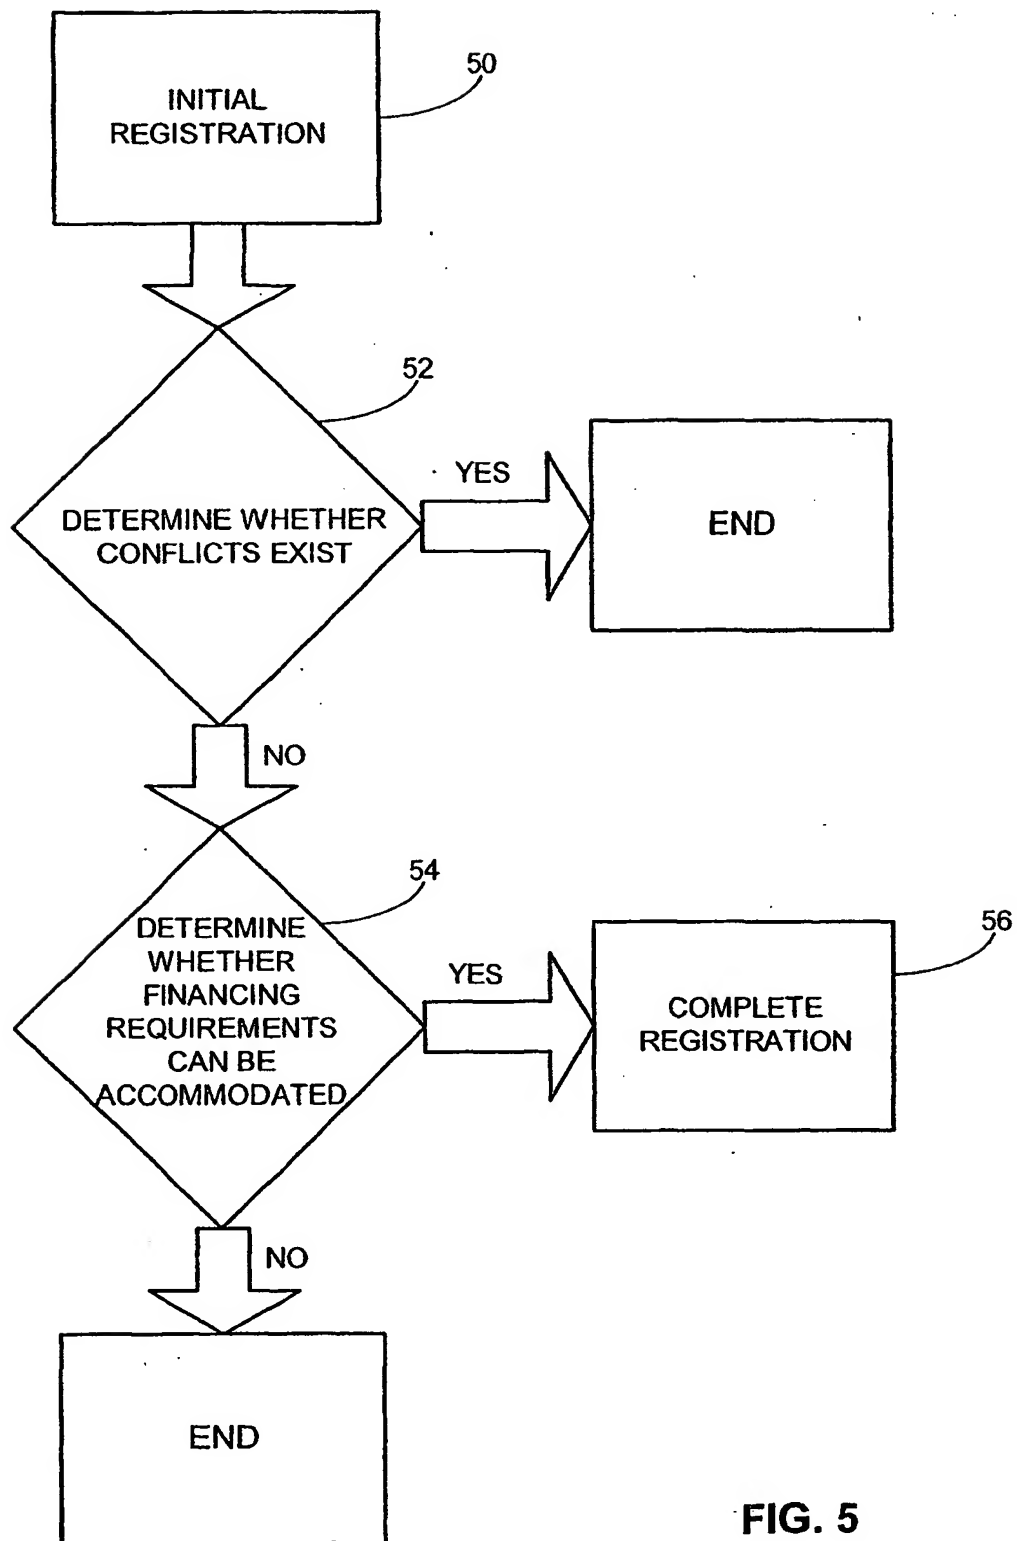 INITIAL
REGISTRATION
50
52
DETERMINE WHETHER
CONFLICTS EXIST
YES
END
NO
54
DETERMINE
WHETHER
FINANCING
REQUIREMENTS
CAN BE
ACCOMMODATED
YES
56
COMPLETE
REGISTRATION
NO
END
FIG. 5